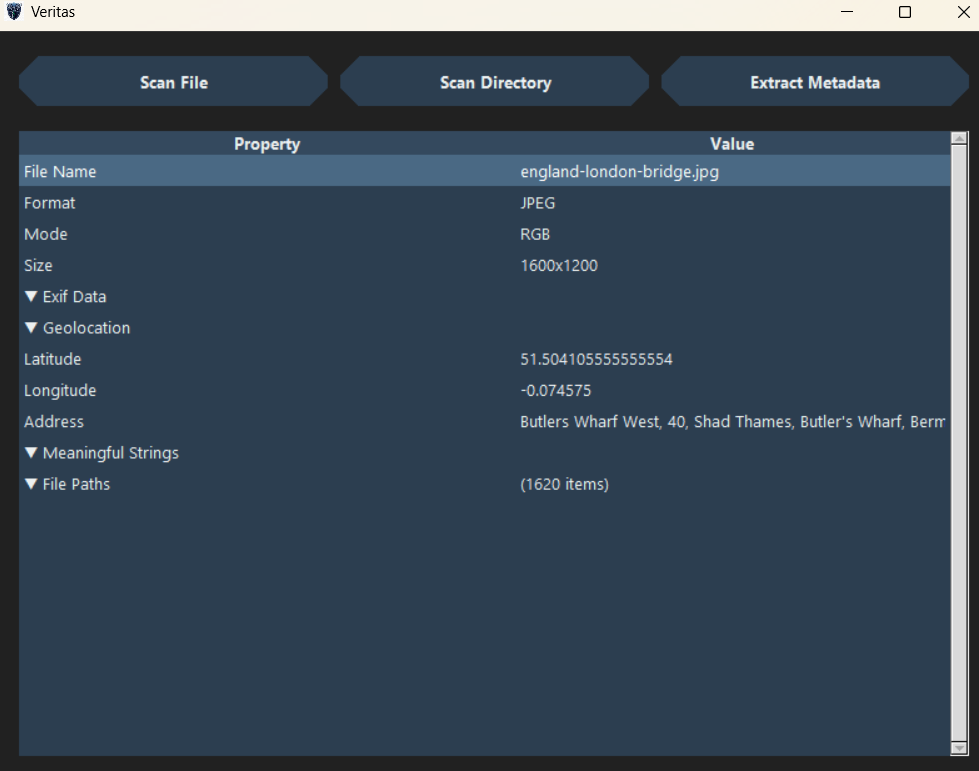 Veritas
Scan File Scan Directory Extract Metadata
Property Value
File Name england-london-bridge.jpg
Format JPEG
Mode RGB
Size 1600x1200
▼ Exif Data
▼ Geolocation
Latitude 51.504105555555554
Longitude -0.074575
Address Butlers Wharf West, 40, Shad Thames, Butler's Wharf, Berm
▼ Meaningful Strings
▼ File Paths (1620 items)